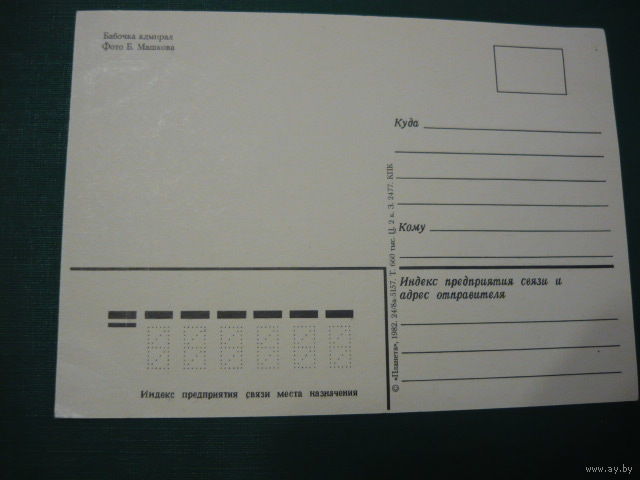 Бабочка адмирал
Фото Б. Машкова
Куда
Кому
Индекс предприятия связи и
адрес отправителя
© «Планета», 1982. 24/8а-3157. Т. 660 тыс. Ц. 2 к. З. 2477. КПК
Индекс предприятия связи места назначения
www.ay.by